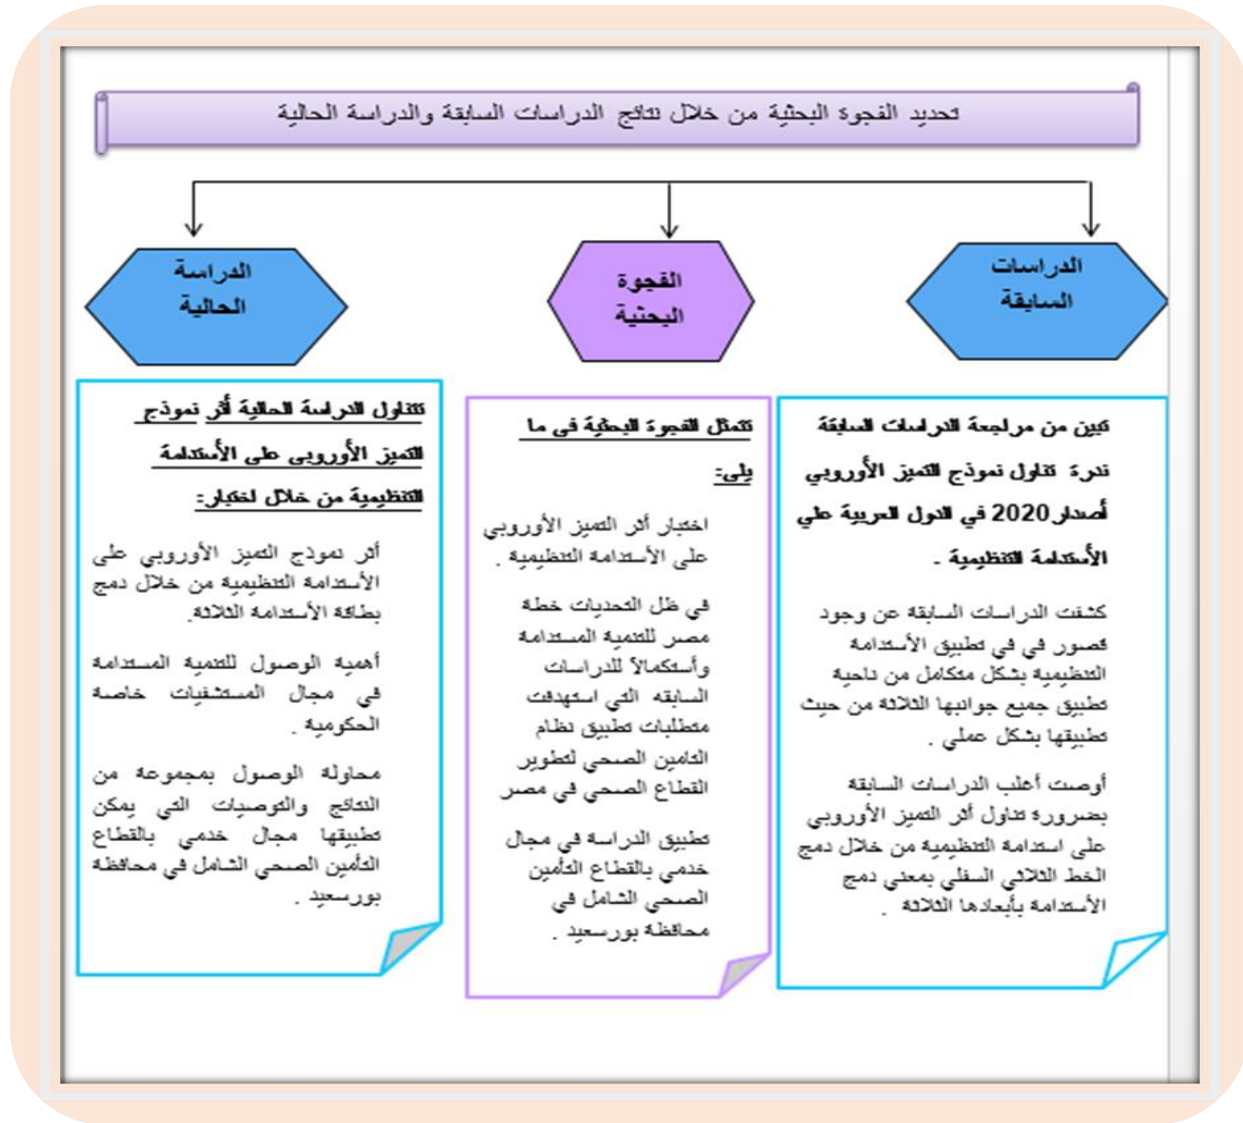 تحديد الفجوة البحثية من خلال نتائج الدراسات السابقة والدراسة الحالية
الدراسات
السابقة
تبين من مراجعة الدراسات السابقة
ندرة تناول نموذج التميز الأوروبي
أصدار 2020 في الدول العربية علي
الأستدامة التنظيمية .
كشفت الدراسات السابقة عن وجود
قصور في في تطبيق الأستدامة
التنظيمية بشكل متكامل من ناحية
تطبيق جميع جوانبها الثلاثة من حيث
تطبيقها بشكل عملي .
أوصت أعلب الدراسات السابقة
بضرورة تناول أثر التميز الأوروبي
على استدامة التنظيمية من خلال دمج
الخط الثلاثي السفلي بمعني دمج
الأستدامة بأبعادها الثلاثة .
الفجوة
البحثية
تتمثل الفجوة البحثية في ما
يلي:
اختبار أثر التميز الأوروبي
على الأستدامة التنظيمية .
في ظل التحديات خطة
مصر للتنمية المستدامة
وأستكمالاً للدراسات
السابقه التي استهدفت
متطلبات تطبيق نظام
التامين الصحي لتطوير
القطاع الصحي في مصر
تطبيق الدراسة في مجال
خدمي بالقطاع التأمين
الصحي الشامل في
محافظة بورسعيد .
الدراسة
الحالية
تتناول الدراسة الحالية أثر نموذج
التميز الأوروبي على الأستدامة
التنظيمية من خلال اختبار:
أثر نموذج التميز الأوروبي على
الأستدامة التنظيمية من خلال دمج
بطاقة الأستدامة الثلاثة.
أهمية الوصول للتنمية المستدامة
في مجال المستشفيات خاصة
الحكومية .
محاولة الوصول بمجموعة من
النتائج والتوصيات التي يمكن
تطبيقها مجال خدمي بالقطاع
التأمين الصحي الشامل في محافظة
بورسعيد .